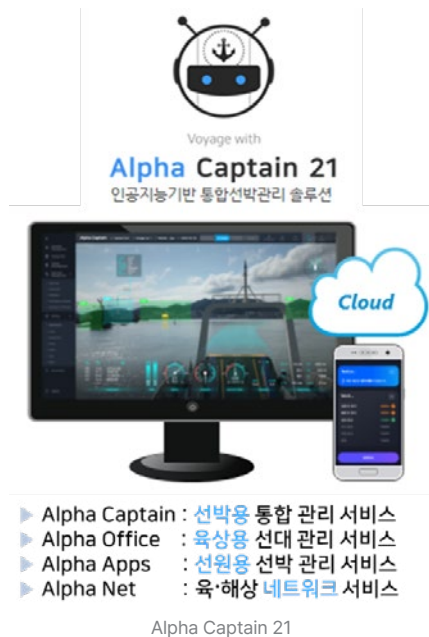 Voyage with
Alpha Captain 21
인공지능기반 통합선박관리 솔루션
Alpha Captain
Cloud
▶ Alpha Captain : 선박용 통합 관리 서비스
▶ Alpha Office : 육상용 선대 관리 서비스
▶ Alpha Apps : 선원용 선박 관리 서비스
▶ Alpha Net : 육·해상 네트워크 서비스
Alpha Captain 21